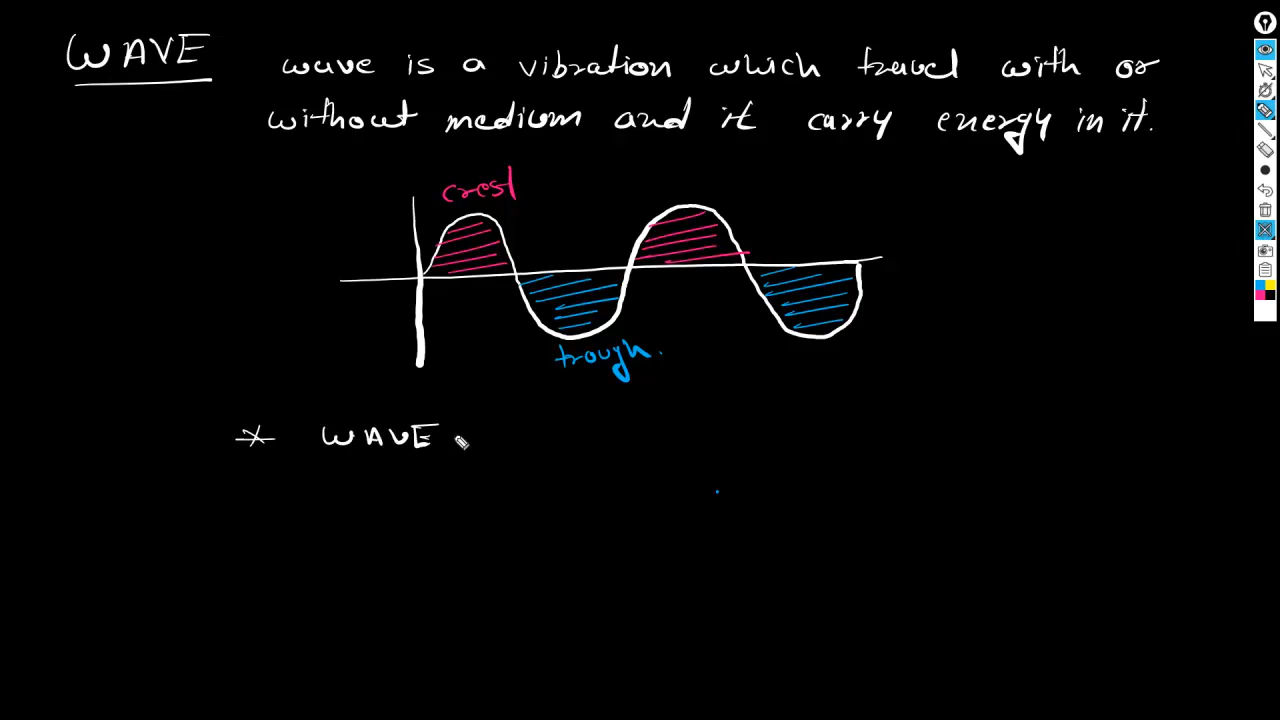 WAVE
wave is a vibration which travel with or
without medium and it carry energy in it.
crest
trough.
* WAVE